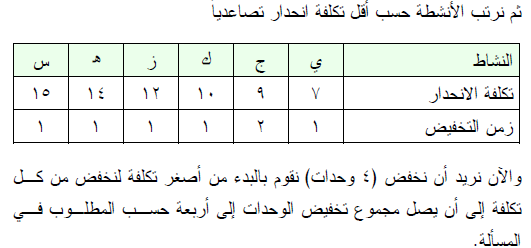 ثم نرتب الأنشطة حسب أقل تكلفة انحدار تصاعدياً
النشاط ي ج ك ز هـ س
تكلفة الانحدار ٧ ٩ ١٠ ١٢ ١٤ ١٥
زمن التخفيض ١ ٢ ١ ١ ١ ١
والآن نريد أن نخفض (٤ وحدات) نقوم بالبدء من أصغر تكلفة لنخفض من كل
تكلفة إلى أن يصل مجموع تخفيض الوحدات إلى أربعة حسب المطلوب في
المسألة.